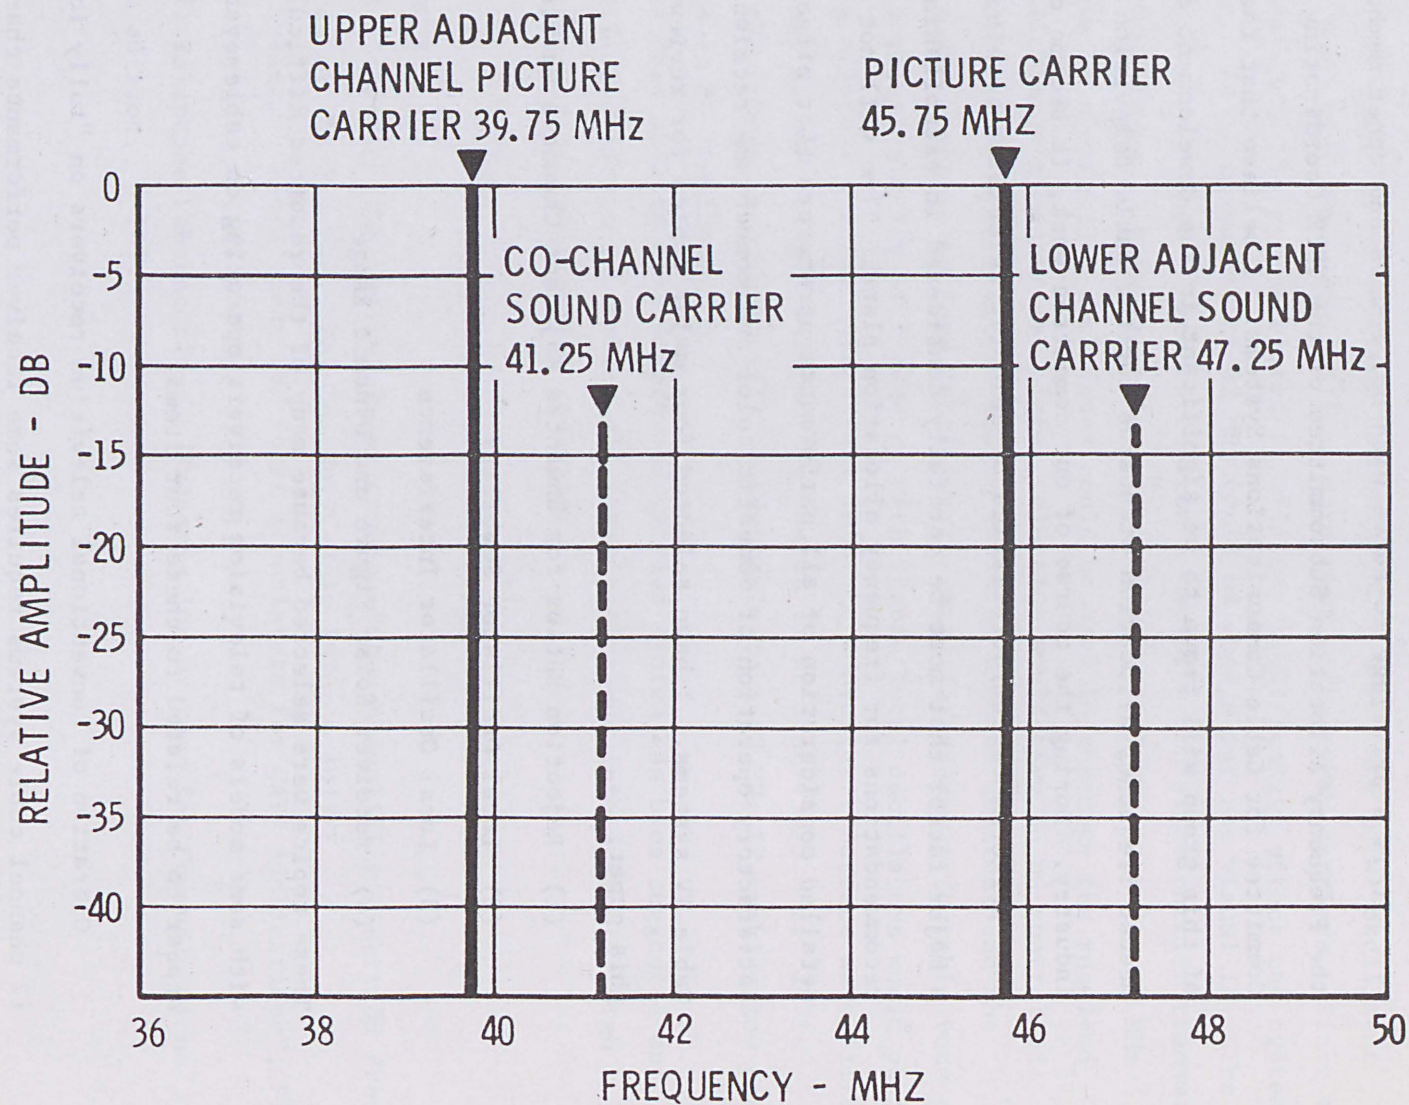 UPPER ADJACENT
CHANNEL PICTURE
CARRIER 39.75 MHz
PICTURE CARRIER
45.75 MHZ
CO-CHANNEL
SOUND CARRIER
41.25 MHz
LOWER ADJACENT
CHANNEL SOUND
CARRIER 47.25 MHz
RELATIVE AMPLITUDE - DB
0
-5
-10
-15
-20
-25
-30
-35
-40
36
38
40
42
44
46
48
50
FREQUENCY - MHZ